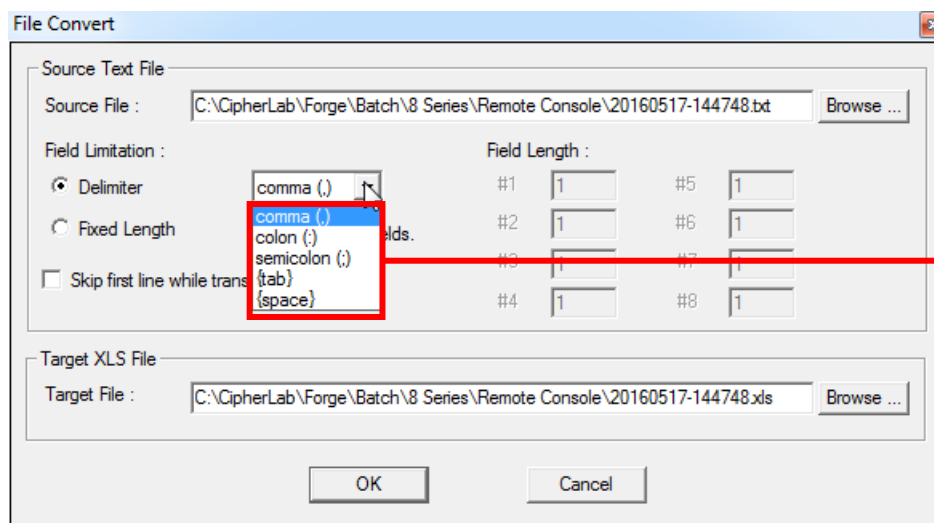 File Convert
Source Text File
Source File : C:\CipherLab\Forge\Batch\8 Series\Remote Console\20160517-144748.txt Browse ...
Field Limitation : Field Length :
Delimiter comma (,) #1 1 #5 1
comma (,)
Fixed Length colon (:) elds. #2 1 #6 1
semicolon (;) #3 1 #7 1
Skip first line while trans {tab}
{space} #4 1 #8 1
Target XLS File
Target File : C:\CipherLab\Forge\Batch\8 Series\Remote Console\20160517-144748.xls Browse ...
OK Cancel